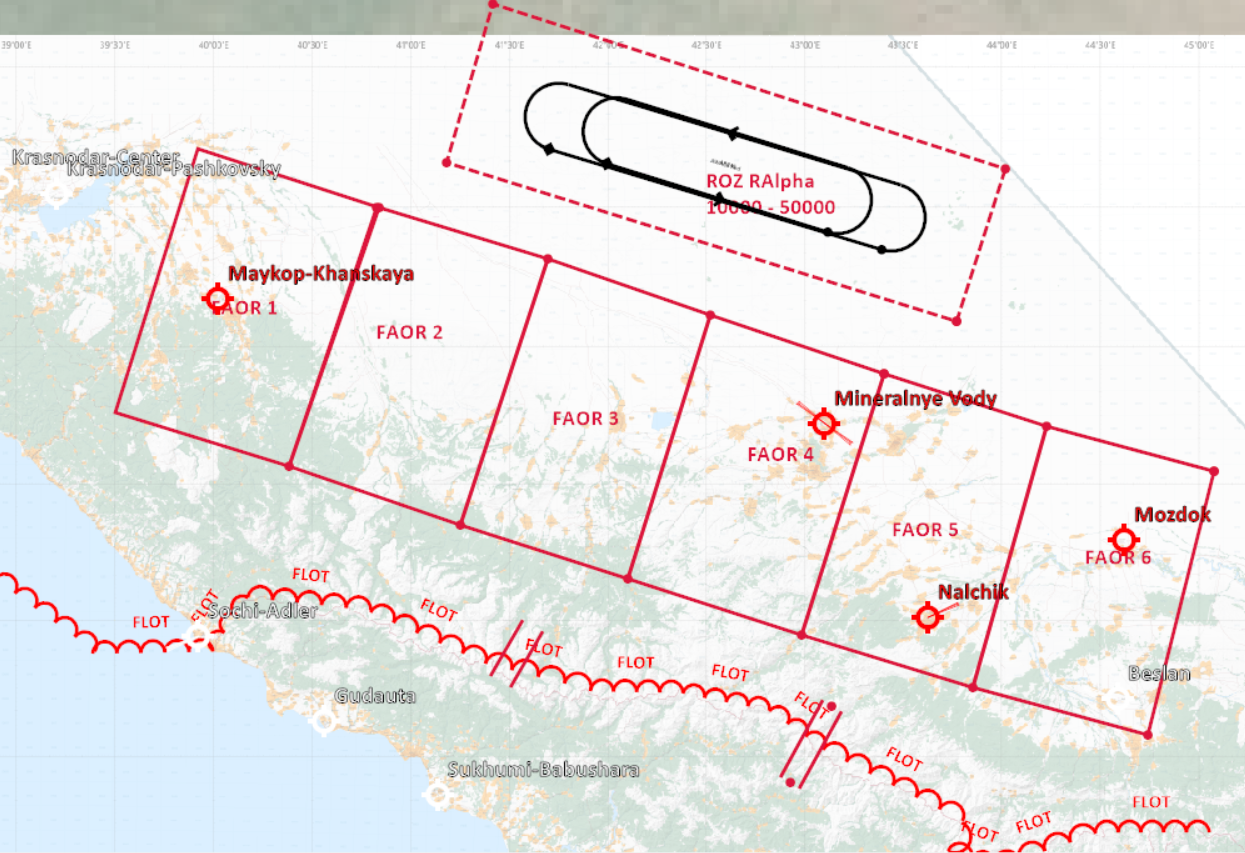 39°00'E
39°30'E
40°00'E
40°30'E
41°00'E
41°30'E
42°00'E
42°30'E
43°00'E
43°30'E
44°00'E
44°30'E
45°00'E
Krasnodar-Center
Krasnodar-Pashkovsky
ROZ RAlpha
10000 - 50000
Maykop-Khanskaya
FAOR 1
FAOR 2
FAOR 3
Mineralnye Vody
FAOR 4
FAOR 5
Mozdok
FAOR 6
Nalchik
FLOT
FLOT
FLOT
Sochi-Adler
FLOT
FLOT
FLOT
FLOT
FLOT
Beslan
Gudauta
FLOT
Sukhumi-Babushara
FLOT
FLOT
FLOT